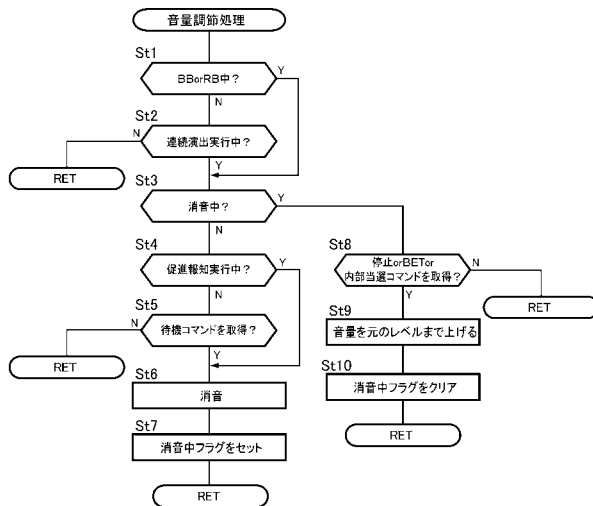 音量調節処理
St1
BBorRB中？
Y
N
St2
N
連続演出実行中？
RET
Y
St3
消音中？
Y
N
St4
促進報知実行中？
Y
N
St5
N
待機コマンドを取得？
RET
Y
St6
消音
St7
消音中フラグをセット
RET
St8
停止orBETor
内部当選コマンドを取得？
N
RET
Y
St9
音量を元のレベルまで上げる
St10
消音中フラグをクリア
RET